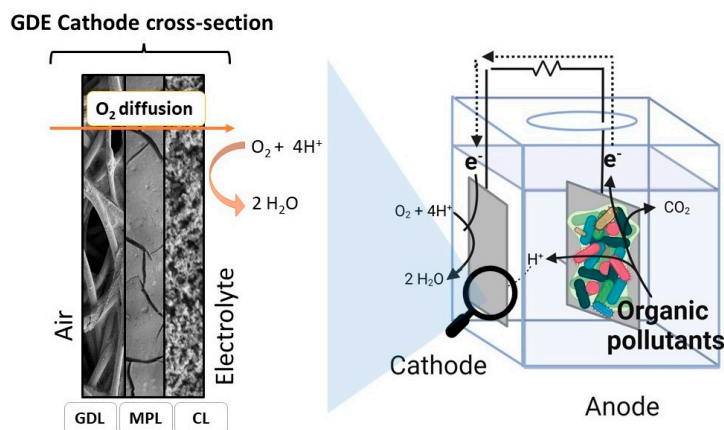 GDE Cathode cross-section
O₂ diffusion
O₂ + 4H⁺
2 H₂O
Air
Electrolyte
GDL
MPL
CL
e⁻
e⁻
O₂ + 4H⁺
2 H₂O
H⁺
CO₂
Organic
pollutants
Cathode
Anode